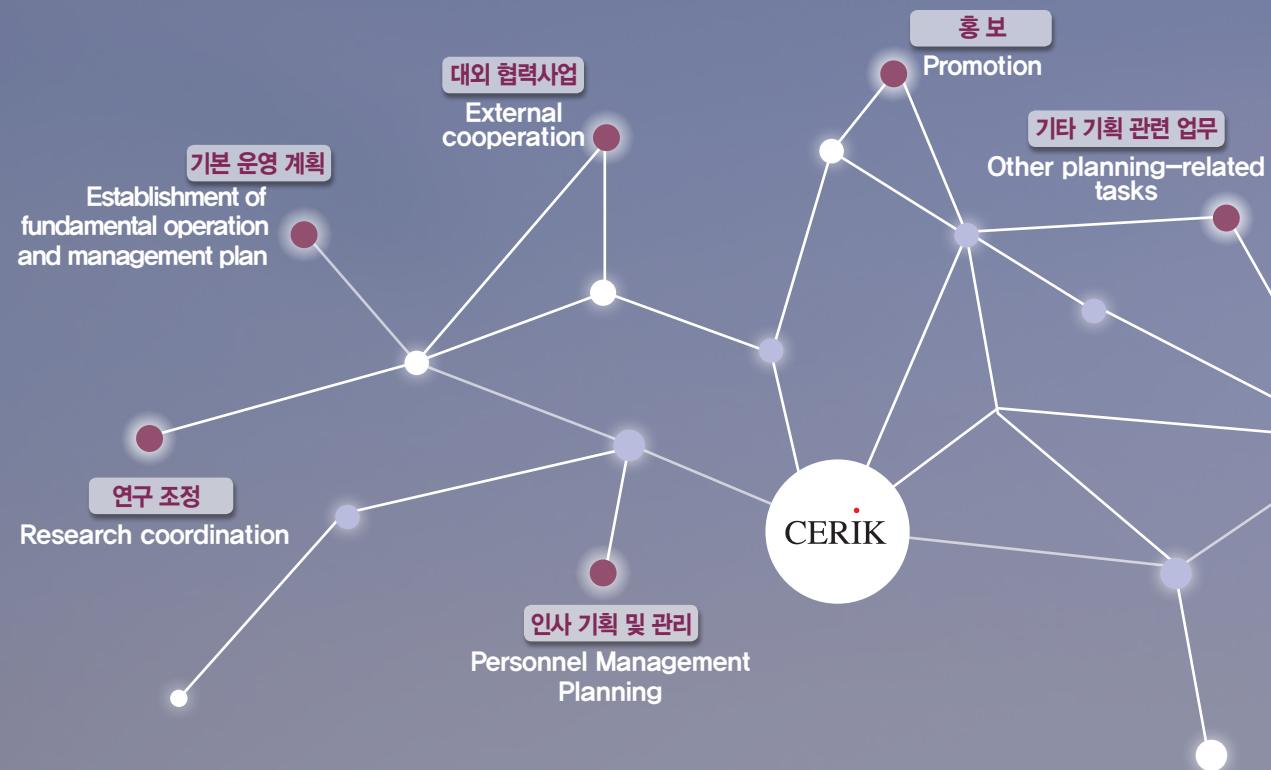 홍 보
Promotion
대외 협력사업
External
cooperation
기타 기획 관련 업무
Other planning-related
tasks
기본 운영 계획
Establishment of
fundamental operation
and management plan
연구 조정
Research coordination
CERIK
인사 기획 및 관리
Personnel Management
Planning